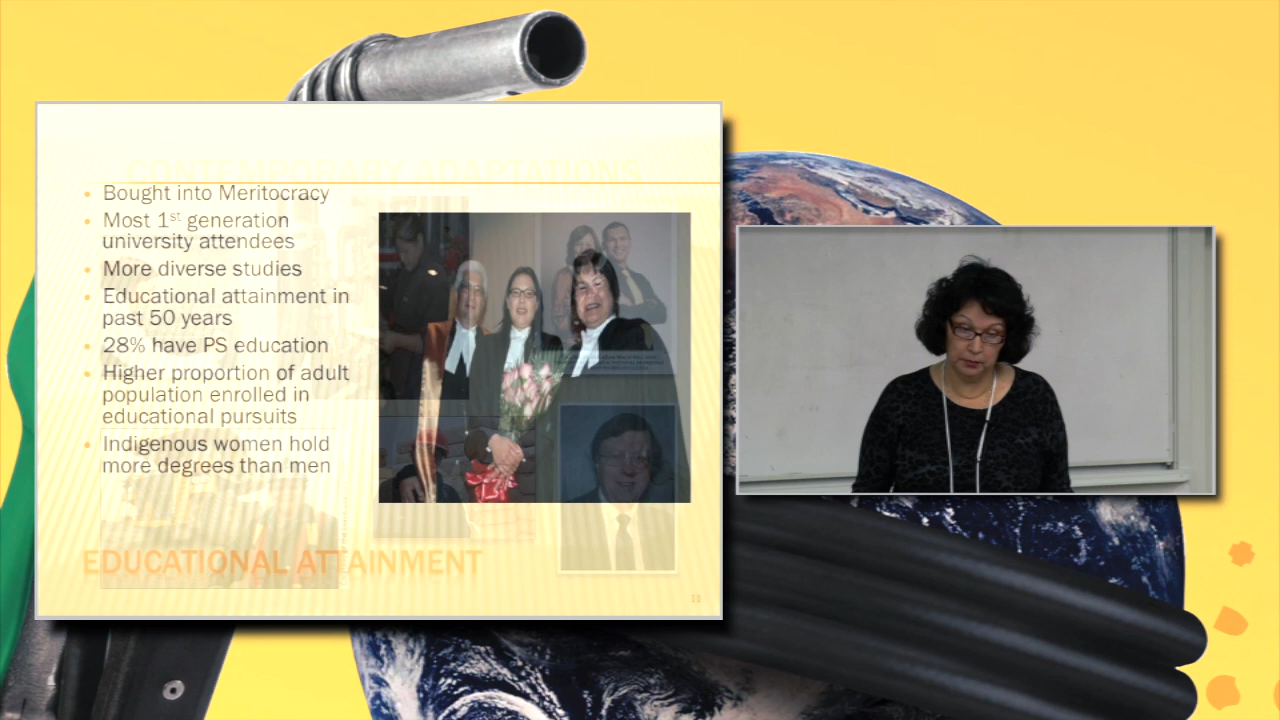 CONTEMPORARY ADAPTATIONS
Bought into Meritocracy
Most 1st generation
university attendees
More diverse studies
Educational attainment in
past 50 years
28% have PS education
Higher proportion of adult
population enrolled in
educational pursuits
Indigenous women hold
more degrees than men
EDUCATIONAL ATTAINMENT
11